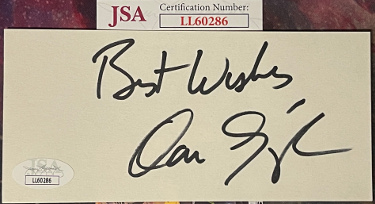 JSA
Certification Number:
LL60286
Best Wishes
JSA
LL60286